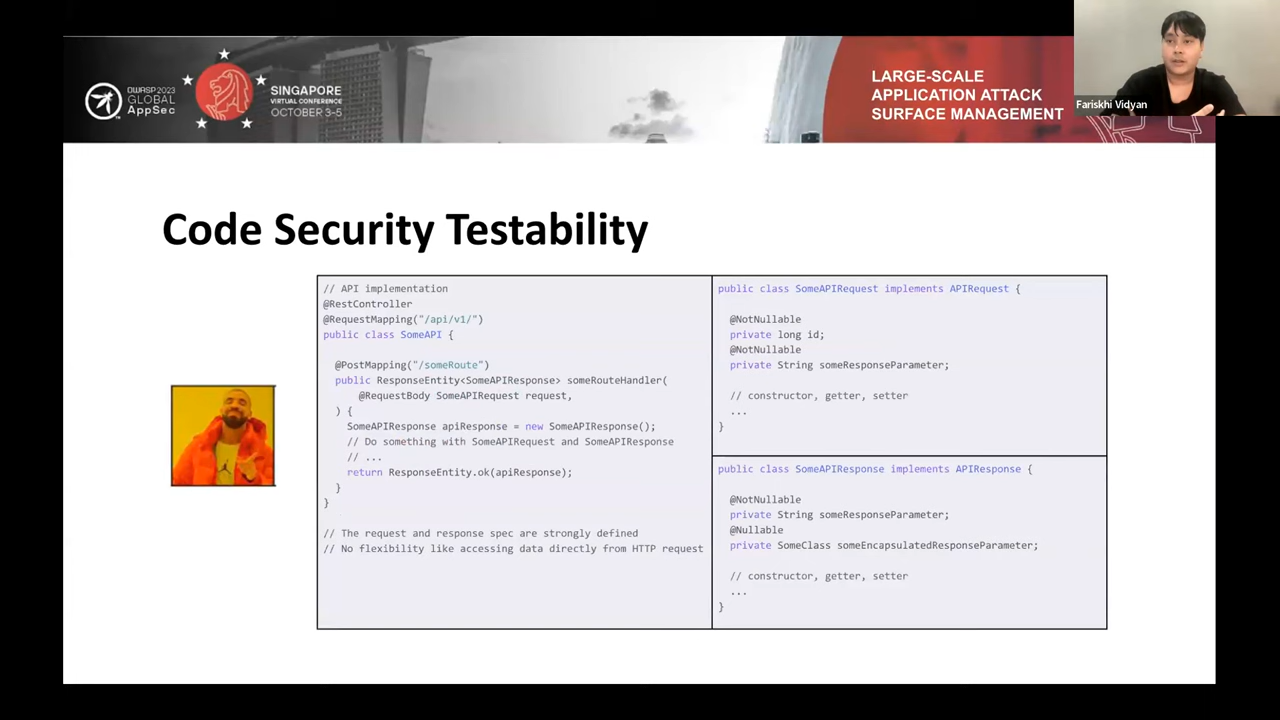 OWASP 2023
GLOBAL
AppSec
SINGAPORE
VIRTUAL CONFERENCE
OCTOBER 3-5
LARGE-SCALE
APPLICATION ATTACK
SURFACE MANAGEMENT
Fariskhi Vidyan
Code Security Testability
// API implementation
@RestController
@RequestMapping("/api/v1/")
public class SomeAPI {
@PostMapping("/someRoute")
public ResponseEntity<SomeAPIResponse> someRouteHandler(
@RequestBody SomeAPIRequest request,
) {
SomeAPIResponse apiResponse = new SomeAPIResponse();
// Do something with SomeAPIRequest and SomeAPIResponse
// ...
return ResponseEntity.ok(apiResponse);
}
}
// The request and response spec are strongly defined
// No flexibility like accessing data directly from HTTP request
public class SomeAPIRequest implements APIRequest {
@NotNullable
private long id;
@NotNullable
private String someResponseParameter;
// constructor, getter, setter
...
}
public class SomeAPIResponse implements APIResponse {
@NotNullable
private String someResponseParameter;
@Nullable
private SomeClass someEncapsulatedResponseParameter;
// constructor, getter, setter
...
}